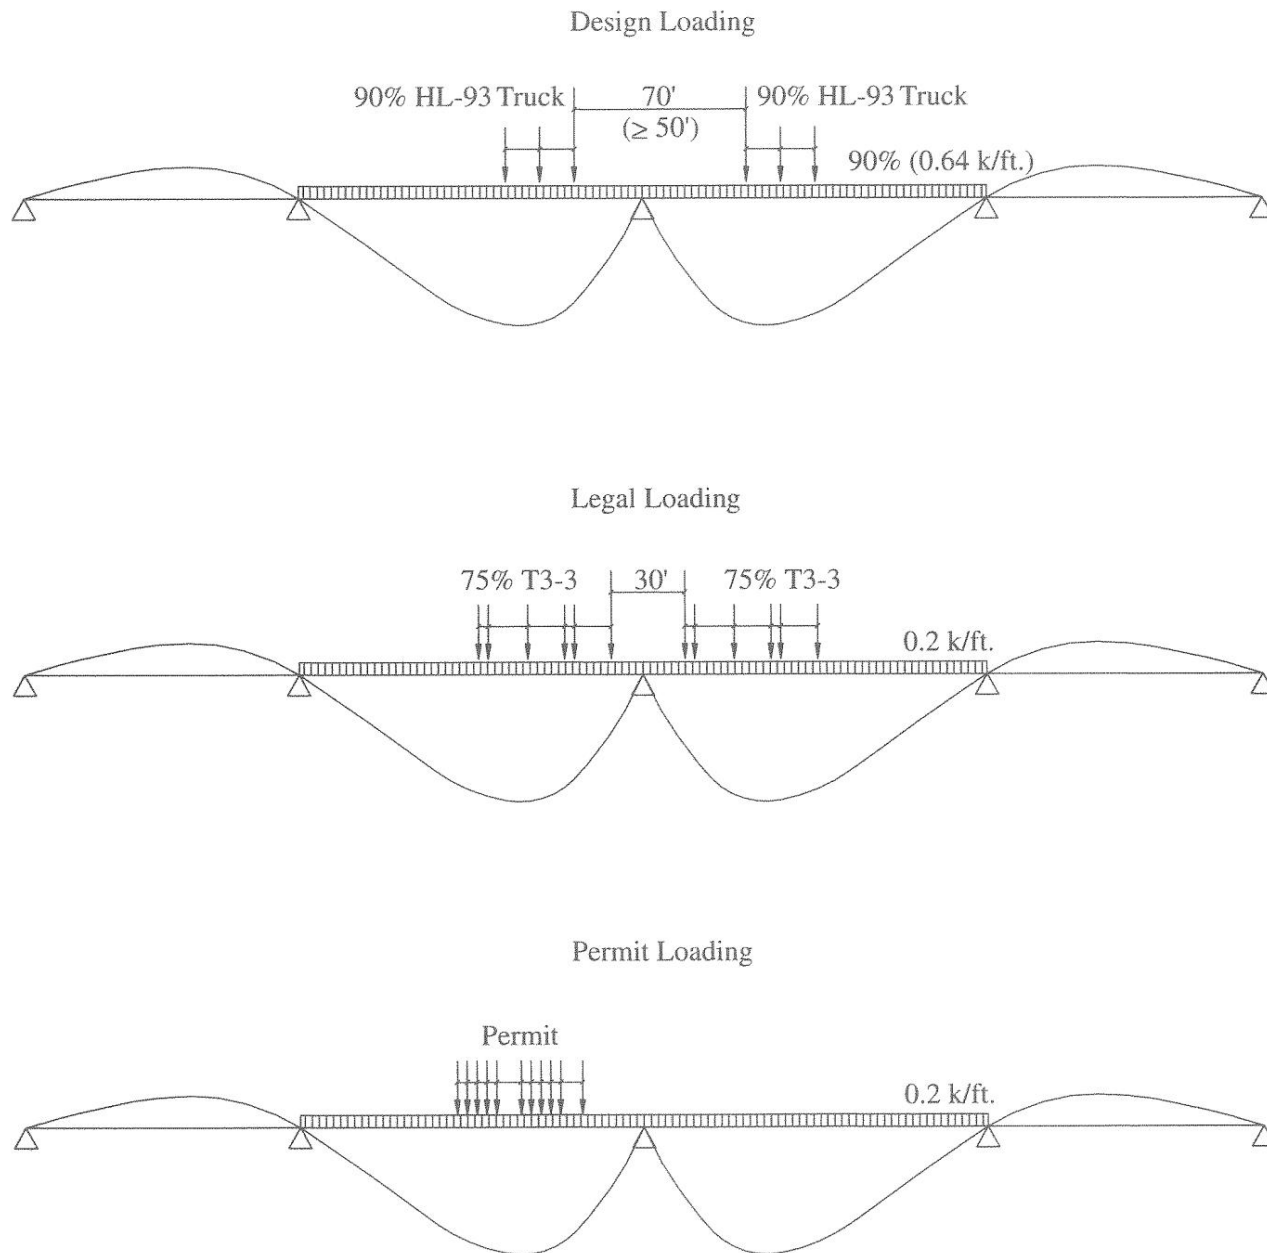 Design Loading
90% HL-93 Truck
70'
90% HL-93 Truck
(≥ 50')
90% (0.64 k/ft.)
Legal Loading
75% T3-3
30'
75% T3-3
0.2 k/ft.
Permit Loading
Permit
0.2 k/ft.